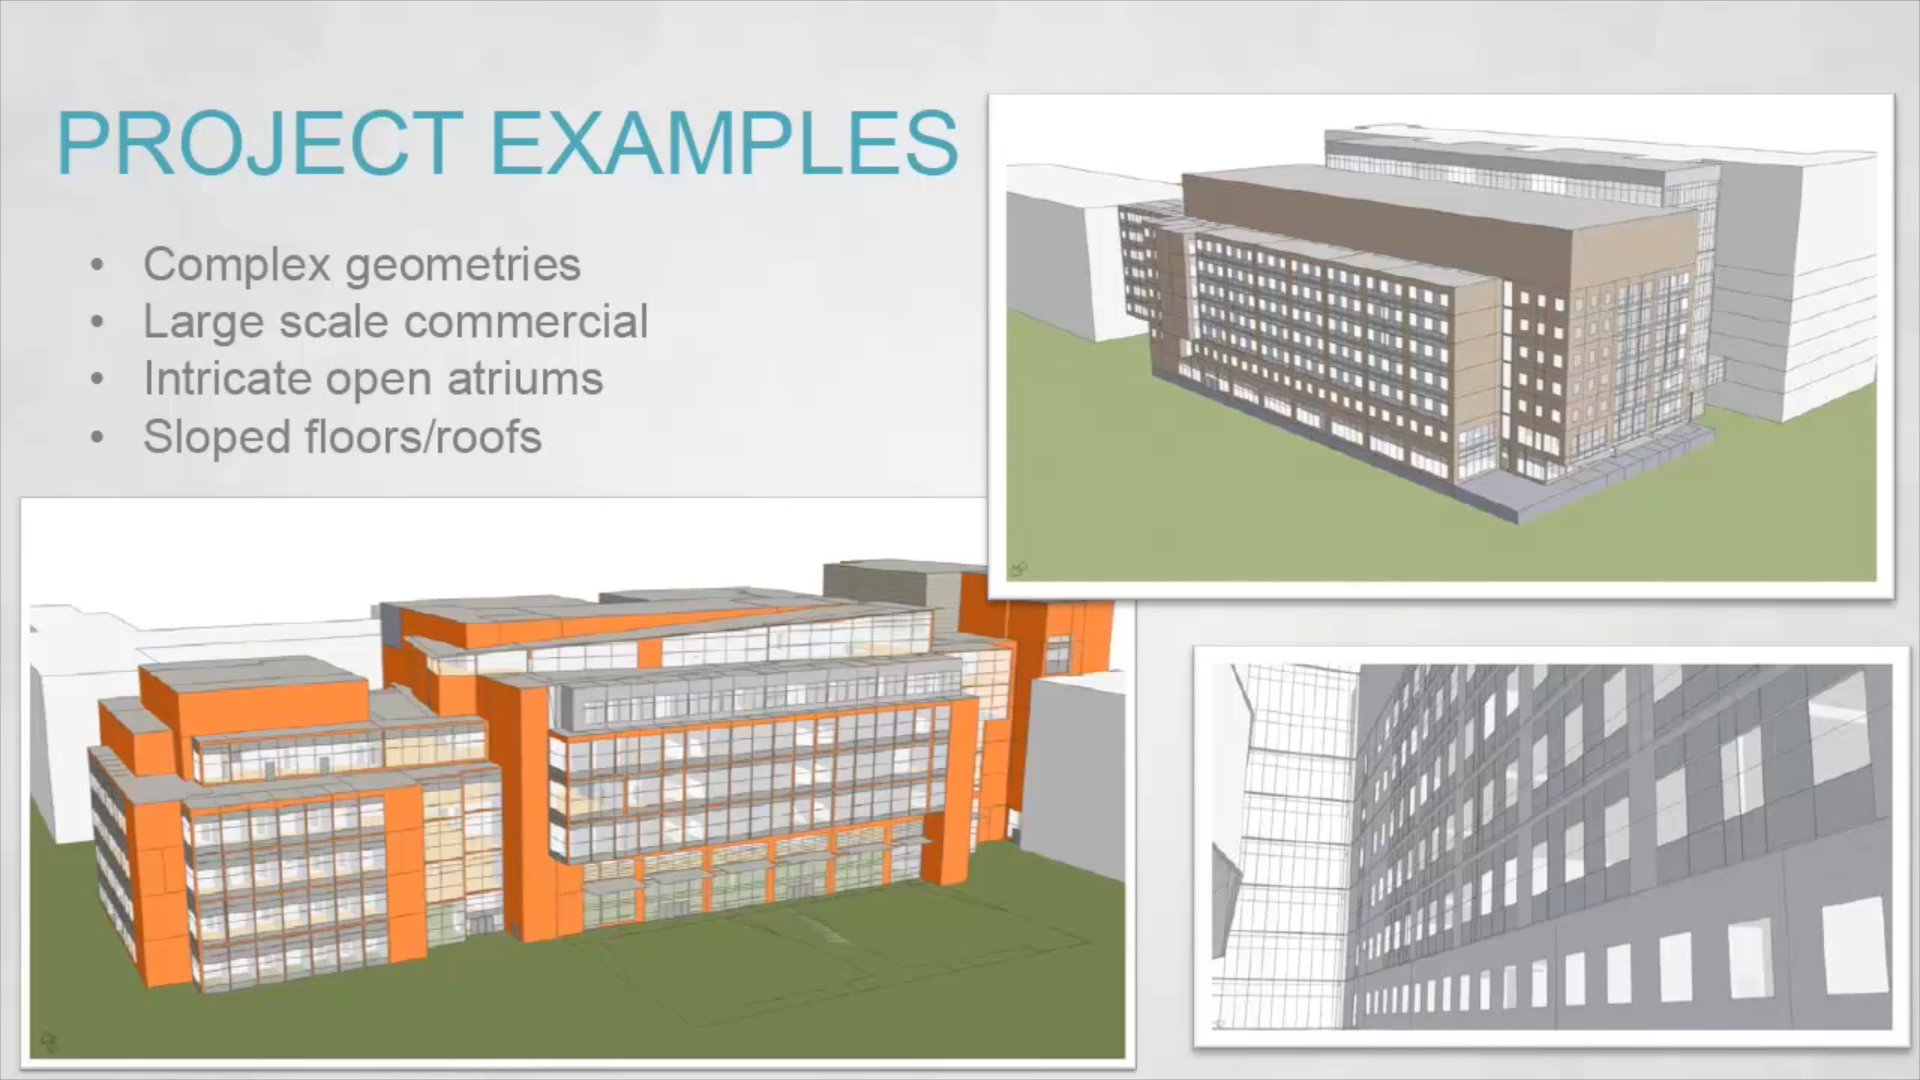 PROJECT EXAMPLES
• Complex geometries
• Large scale commercial
• Intricate open atriums
• Sloped floors/roofs